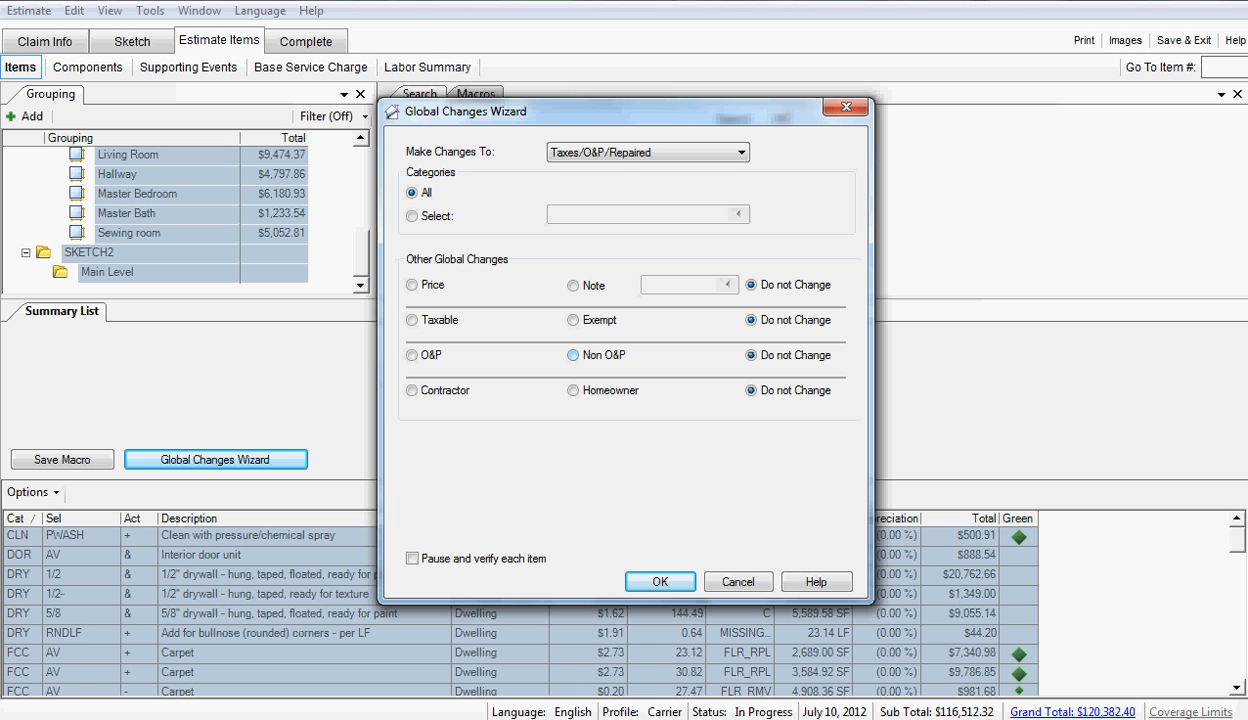 Estimate Edit View Tools Window Language Help
Claim Info Sketch Estimate Items Complete Print Images Save & Exit Help
Items Components Supporting Events Base Service Charge Labor Summary Go To Item #:
Grouping Search Macros
Add Filter (Off)
Grouping Total
Living Room $9,474.37
Hallway $4,797.86
Master Bedroom $6,180.93
Master Bath $1,233.54
Sewing room $5,052.81
SKETCH2
Main Level
Summary List
Save Macro Global Changes Wizard
Global Changes Wizard
Make Changes To: Taxes/O&P/Repaired
Categories
All
Select:
Other Global Changes
Price Note Do not Change
Taxable Exempt Do not Change
O&P Non O&P Do not Change
Contractor Homeowner Do not Change
Pause and verify each item
OK Cancel Help
Options
Cat / Sel Act Description reciation| Total Green
CLN PWASH + Clean with pressure/chemical spray (0.00 %) $500.91
DOR AV & Interior door unit (0.00 %) $888.54
DRY 1/2 & 1/2" drywall - hung, taped, floated, ready for p (0.00 %) $20,762.66
DRY 1/2- & 1/2" drywall - hung, taped, ready for texture (0.00 %) $1,349.00
DRY 5/8 & 5/8" drywall - hung, taped, floated, ready for paint Dwelling $1.62 144.49 C 5,589.58 SF (0.00 %) $9,055.14
DRY RNDLF + Add for bullnose (rounded) corners - per LF Dwelling $1.91 0.64 MISSING... 23.14 LF (0.00 %) $44.20
FCC AV + Carpet Dwelling $2.73 23.12 FLR_RPL 2,689.00 SF (0.00 %) $7,340.98
FCC AV + Carpet Dwelling $2.73 30.82 FLR_RPL 3,584.92 SF (0.00 %) $9,786.85
FCC AV - Carpet Dwelling $0.20 27.47 FLR_RMV 4,908.36 SF (0.00 %) $981.68
Language: English Profile: Carrier Status: In Progress July 10, 2012 Sub Total: $116,512.32 Grand Total: $120,382.40 Coverage Limits